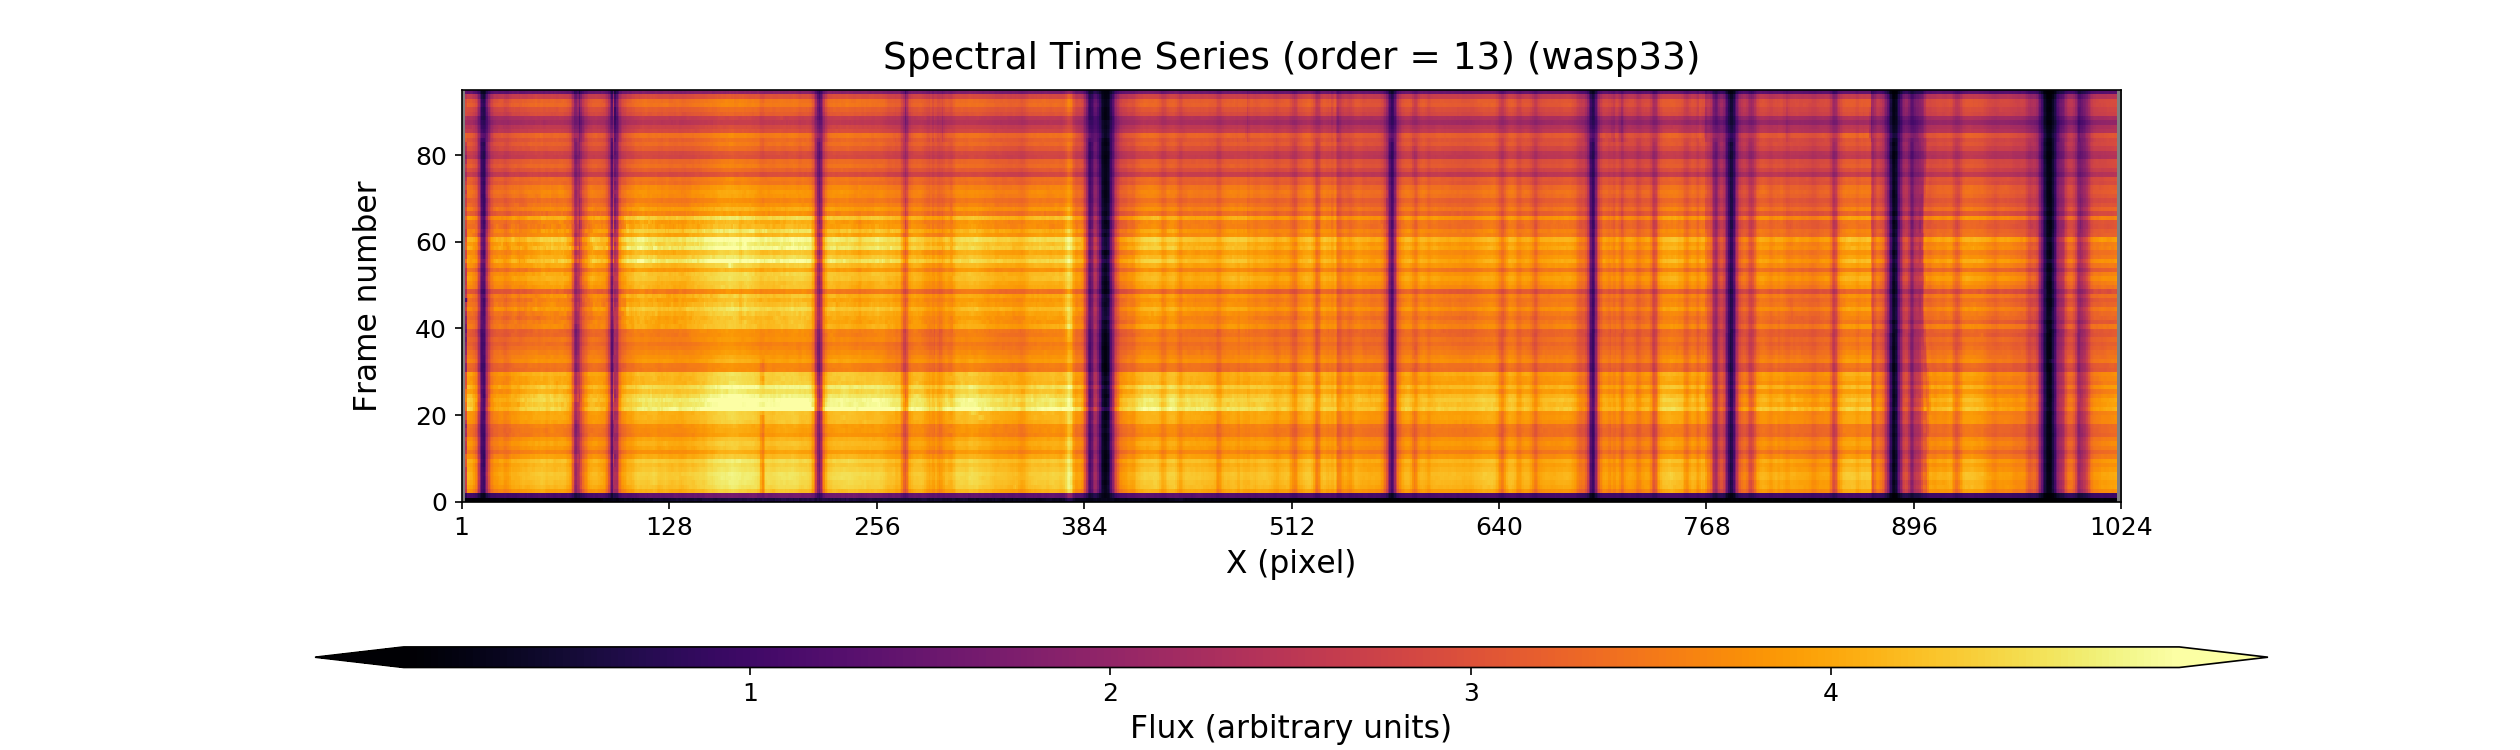 Spectral Time Series (order = 13) (wasp33)
Frame number
80
60
40
20
0
1 128 256 384 512 640 768 896 1024
X (pixel)
1 2 3 4
Flux (arbitrary units)